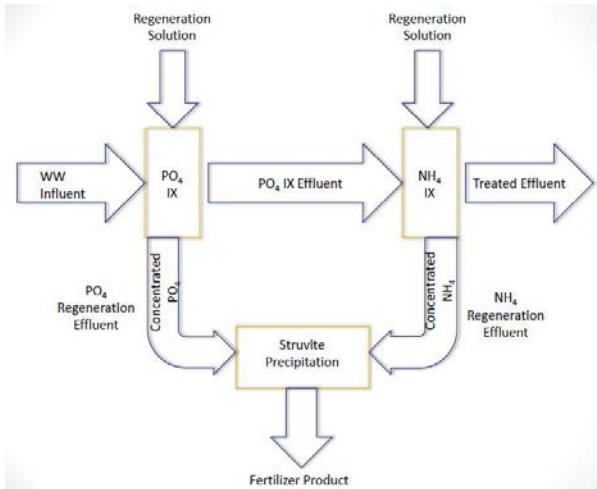 Regeneration
Solution
Regeneration
Solution
WW
Influent
PO₄
IX
PO₄ IX Effluent
NH₄
IX
Treated Effluent
PO₄
Regeneration
Effluent
Concentrated
PO₄
Concentrated
NH₄
NH₄
Regeneration
Effluent
Struvite
Precipitation
Fertilizer Product